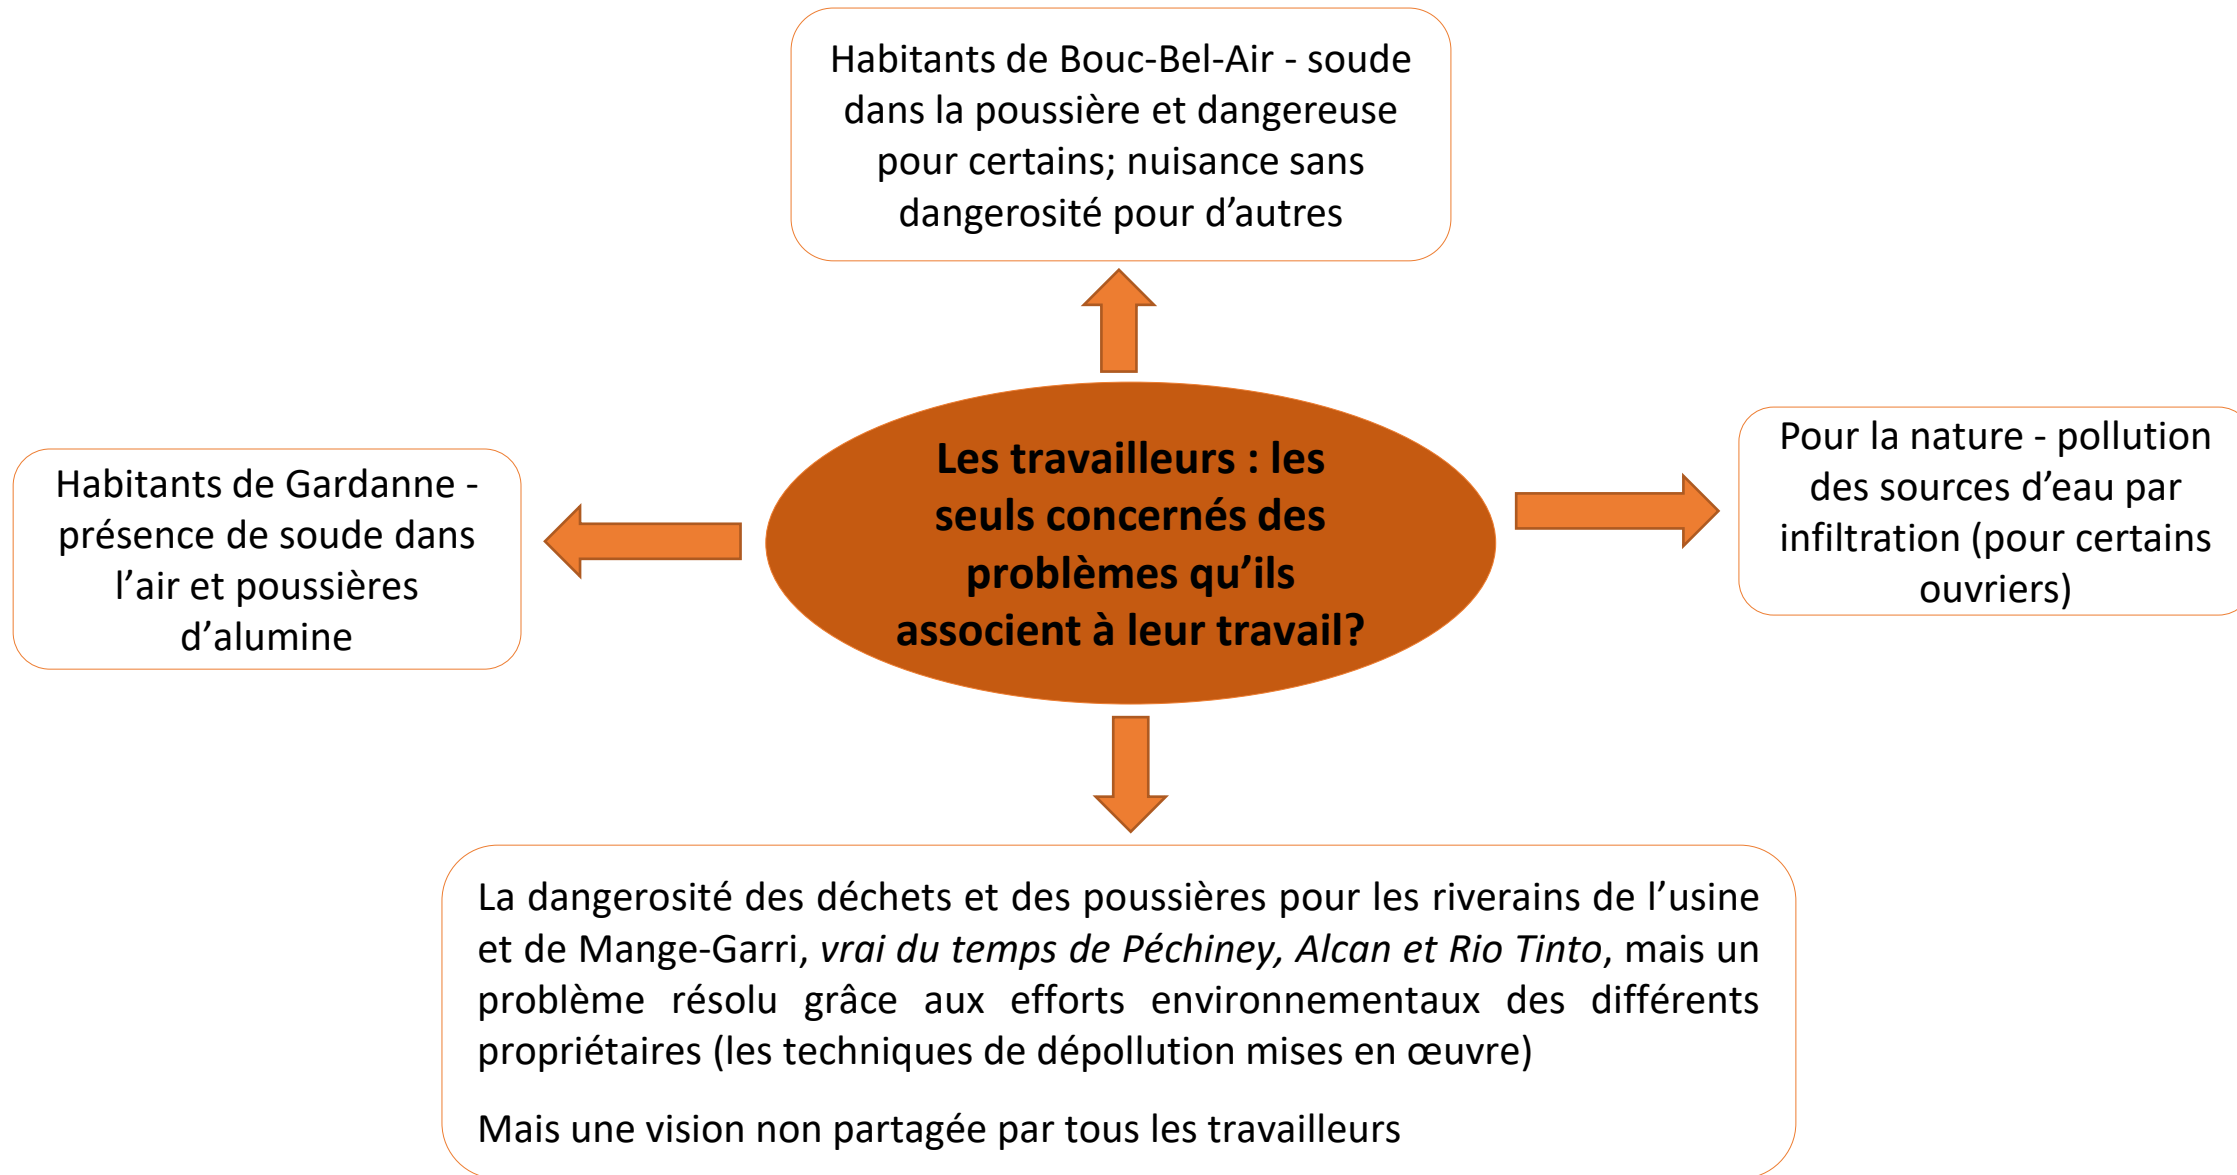 Habitants de Bouc-Bel-Air - soude
dans la poussière et dangereuse
pour certains; nuisance sans
dangerosité pour d’autres
Habitants de Gardanne -
présence de soude dans
l’air et poussières
d’alumine
Les travailleurs : les
seuls concernés des
problèmes qu’ils
associent à leur travail?
Pour la nature - pollution
des sources d’eau par
infiltration (pour certains
ouvriers)
La dangerosité des déchets et des poussières pour les riverains de l’usine
et de Mange-Garri, vrai du temps de Péchiney, Alcan et Rio Tinto, mais un
problème résolu grâce aux efforts environnementaux des différents
propriétaires (les techniques de dépollution mises en œuvre)
Mais une vision non partagée par tous les travailleurs